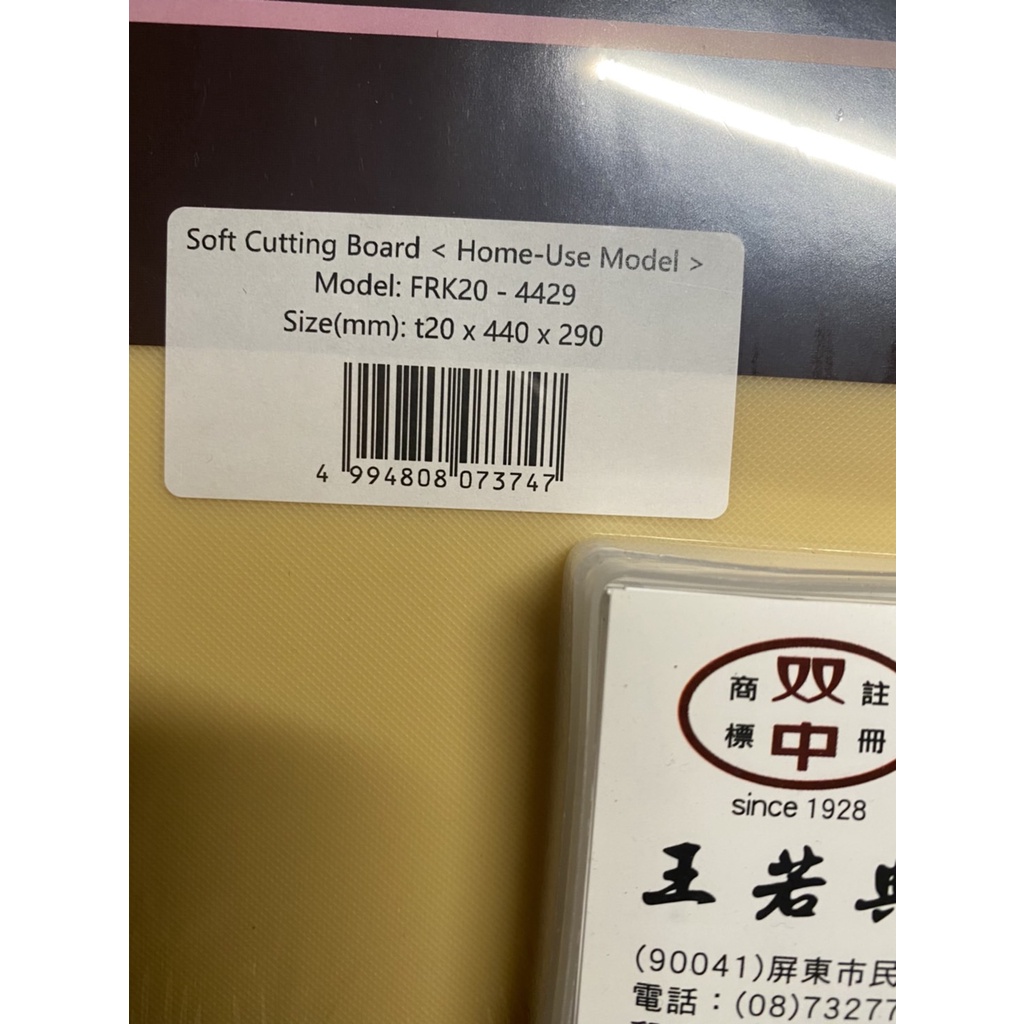 Soft Cutting Board < Home-Use Model >
Model: FRK20 - 4429
Size(mm): t20 x 440 x 290
4 994808 073747
商 双 註
標 中 冊
since 1928
王若
(90041)屏東市民
電話：(08)73277